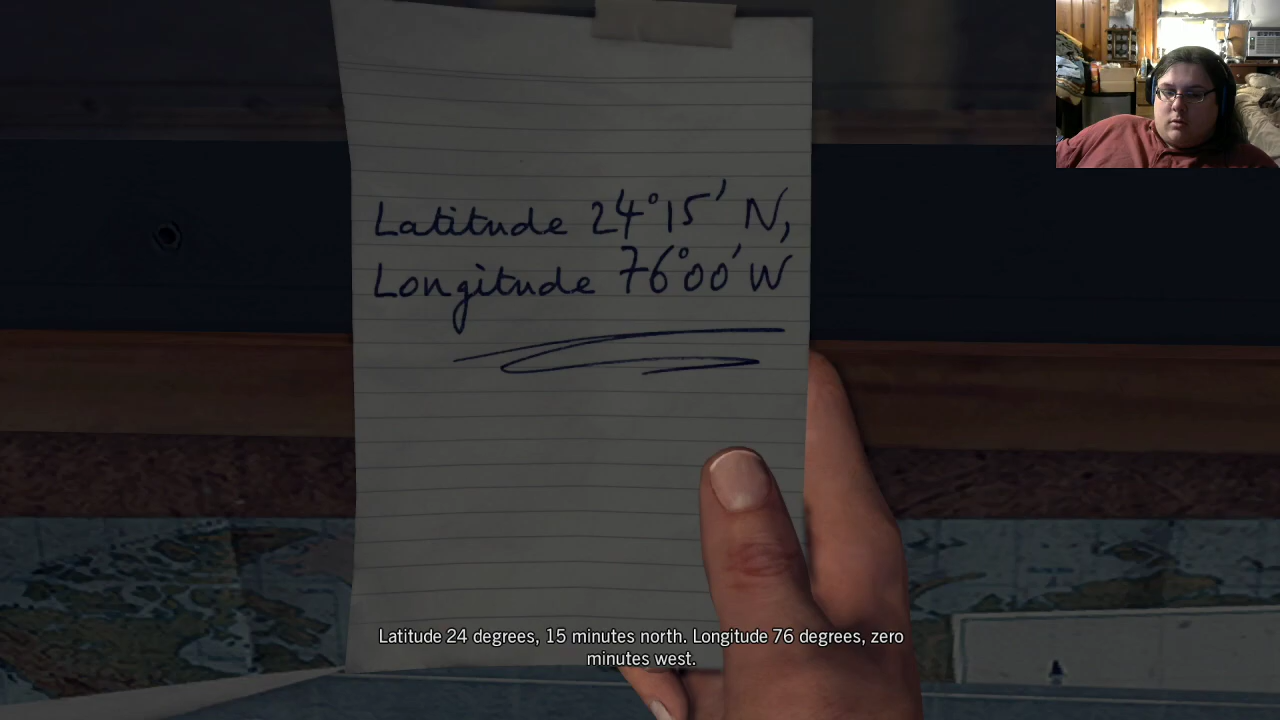 Latitude 24°15' N,
Longitude 76°00' W
Latitude 24 degrees, 15 minutes north. Longitude 76 degrees, zero
minutes west.